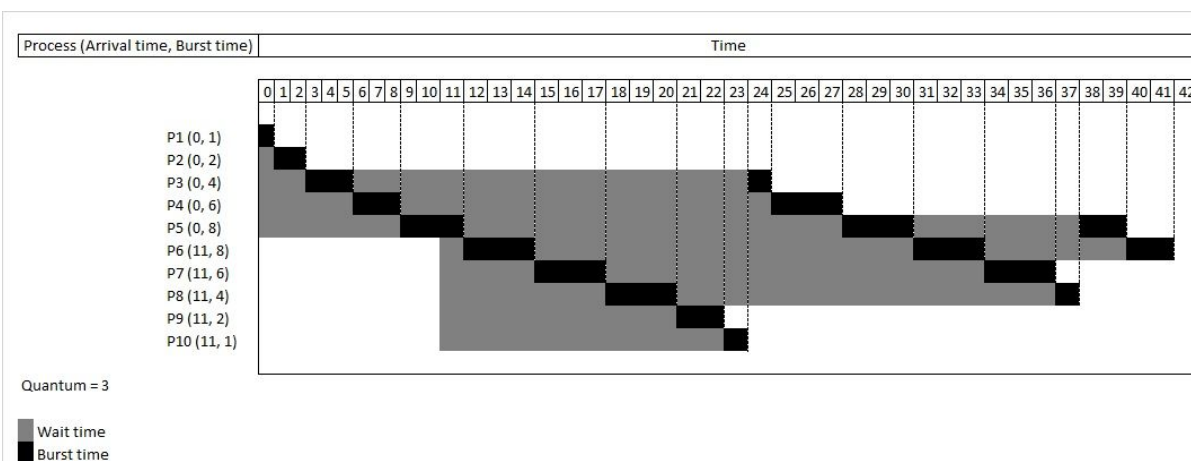 Process (Arrival time, Burst time) Time
0 1 2 3 4 5 6 7 8 9 10 11 12 13 14 15 16 17 18 19 20 21 22 23 24 25 26 27 28 29 30 31 32 33 34 35 36 37 38 39 40 41 42
P1 (0, 1)
P2 (0, 2)
P3 (0, 4)
P4 (0, 6)
P5 (0, 8)
P6 (11, 8)
P7 (11, 6)
P8 (11, 4)
P9 (11, 2)
P10 (11, 1)
Quantum = 3
Wait time
Burst time